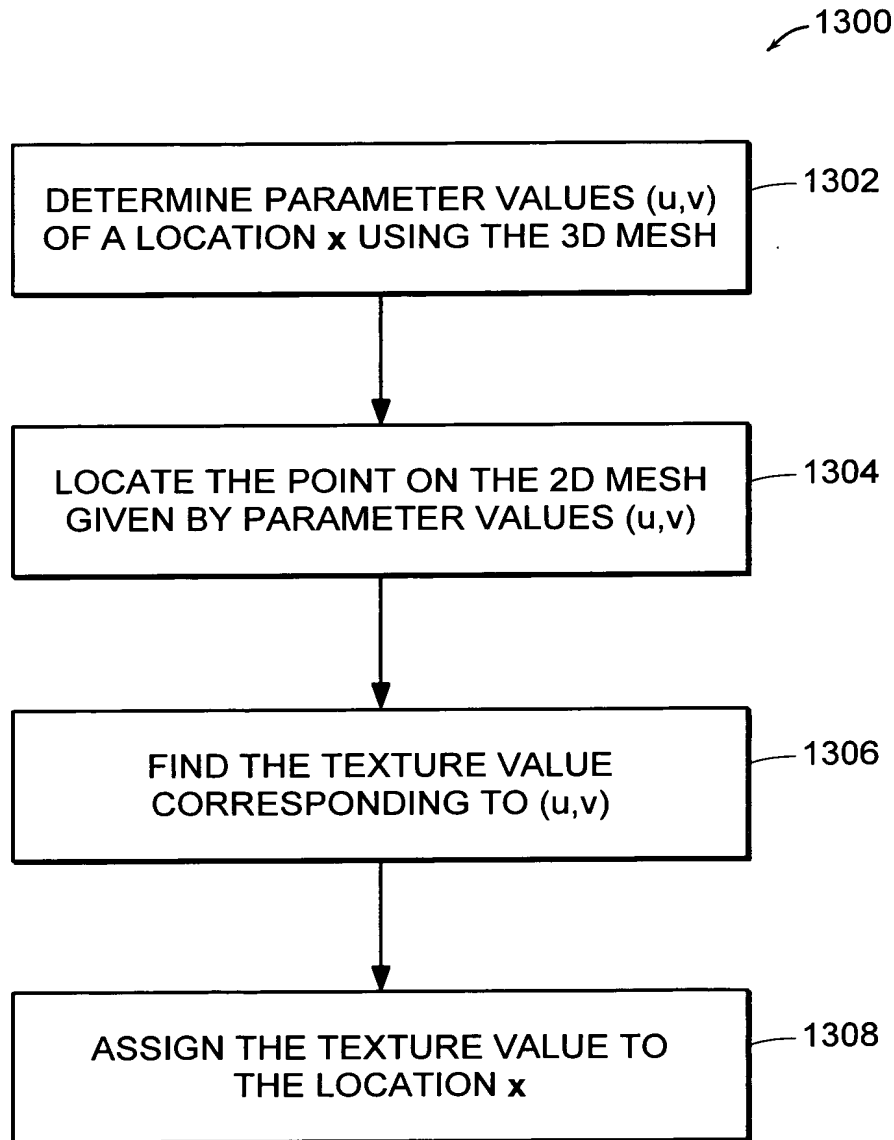 1300
DETERMINE PARAMETER VALUES (u,v)
OF A LOCATION x USING THE 3D MESH
1302
LOCATE THE POINT ON THE 2D MESH
GIVEN BY PARAMETER VALUES (u,v)
1304
FIND THE TEXTURE VALUE
CORRESPONDING TO (u,v)
1306
ASSIGN THE TEXTURE VALUE TO
THE LOCATION x
1308